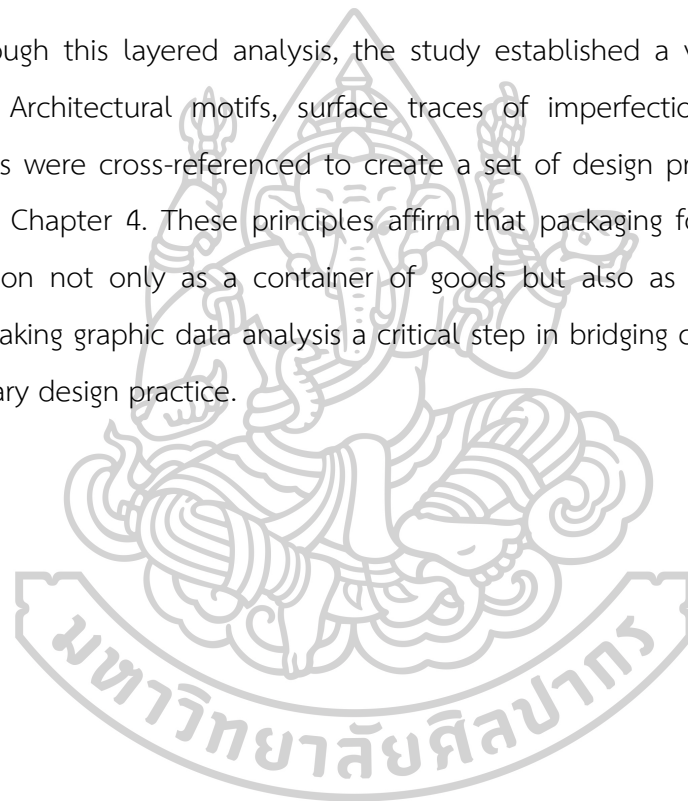 ough this layered analysis, the study established a v
Architectural motifs, surface traces of imperfectio
s were cross-referenced to create a set of design pr
Chapter 4. These principles affirm that packaging fo
on not only as a container of goods but also as
aking graphic data analysis a critical step in bridging c
ary design practice.
มหาวิทยาลัยศิลปากร